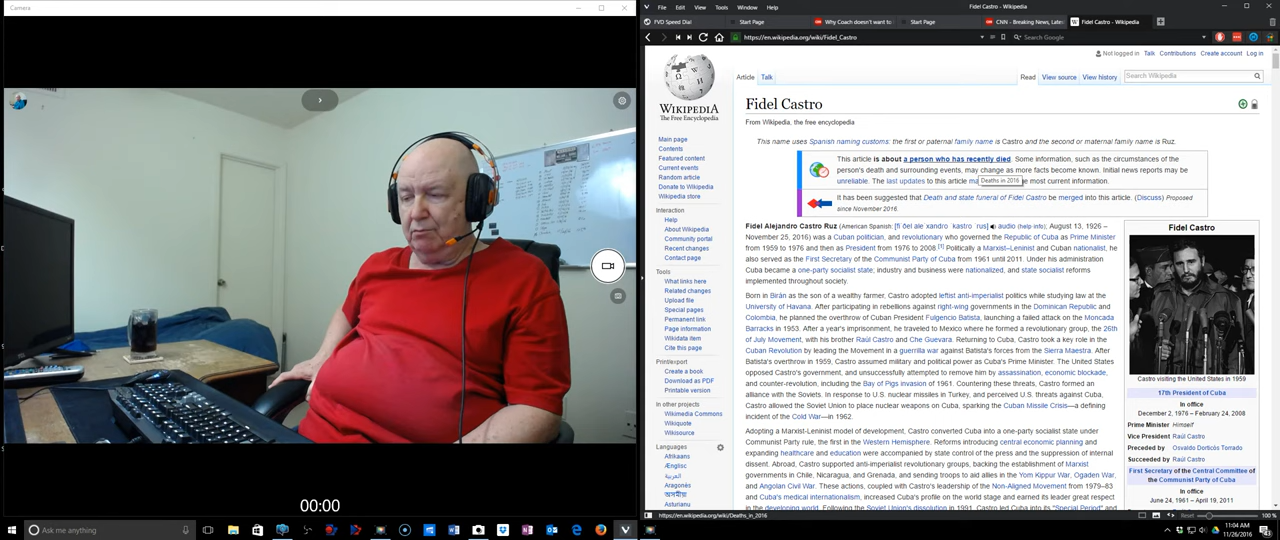 Camera
00:00
File Edit View Tools Window Help
Fidel Castro - Wikipedia
FVD Speed Dial
Start Page
Why Coach doesn't want to
Start Page
CNN - Breaking News, Lates
Fidel Castro - Wikipedia
https://en.wikipedia.org/wiki/Fidel_Castro
Search Google
Not logged in Talk Contributions Create account Log in
WIKIPEDIA
The Free Encyclopedia
Article Talk
Read View source View history
Search Wikipedia
Main page
Contents
Featured content
Current events
Random article
Donate to Wikipedia
Wikipedia store
Interaction
Help
About Wikipedia
Community portal
Recent changes
Contact page
Tools
What links here
Related changes
Upload file
Special pages
Permanent link
Page information
Wikidata item
Cite this page
Print/export
Create a book
Download as PDF
Printable version
In other projects
Wikimedia Commons
Wikiquote
Wikisource
Languages
Afrikaans
Ænglisc
العربية
Aragonés
অসমীয়া
Asturianu
Fidel Castro
From Wikipedia, the free encyclopedia
This name uses Spanish naming customs: the first or paternal family name is Castro and the second or maternal family name is Ruz.
This article is about a person who has recently died. Some information, such as the circumstances of the
person's death and surrounding events, may change as more facts become known. Initial news reports may be
unreliable. The last updates to this article most current information.
Deaths in 2016
It has been suggested that Death and state funeral of Fidel Castro be merged into this article. (Discuss) Proposed
since November 2016
Fidel Alejandro Castro Ruz (American Spanish: audio (help·info); August 13, 1926 –
November 25, 2016) was a Cuban politician, and revolutionary who governed the Republic of Cuba as Prime Minister
from 1959 to 1976 and then as President from 1976 to 2008.[1] Politically a Marxist–Leninist and Cuban nationalist, he
also served as the First Secretary of the Communist Party of Cuba from 1961 until 2011. Under his administration
Cuba became a one-party socialist state; industry and business were nationalized, and state socialist reforms
implemented throughout society.
Born in Birán as the son of a wealthy farmer, Castro adopted leftist anti-imperialist politics while studying law at the
University of Havana. After participating in rebellions against right-wing governments in the Dominican Republic and
Colombia, he planned the overthrow of Cuban President Fulgencio Batista, launching a failed attack on the Moncada
Barracks in 1953. After a year's imprisonment, he traveled to Mexico where he formed a revolutionary group, the 26th
of July Movement, with his brother Raúl Castro and Che Guevara. Returning to Cuba, Castro took a key role in the
Cuban Revolution by leading the Movement in a guerrilla war against Batista's forces from the Sierra Maestra. After
Batista's overthrow in 1959, Castro assumed military and political power as Cuba's Prime Minister. The United States
opposed Castro's government, and unsuccessfully attempted to remove him by assassination, economic blockade,
and counter-revolution, including the Bay of Pigs invasion of 1961. Countering these threats, Castro formed an
alliance with the Soviets. In response to U.S. nuclear missiles in Turkey, and perceived U.S. threats against Cuba,
Castro allowed the Soviet Union to place nuclear weapons on Cuba, sparking the Cuban Missile Crisis—a defining
incident of the Cold War—in 1962.
Adopting a Marxist-Leninist model of development, Castro converted Cuba into a one-party socialist state under
Communist Party rule, the first in the Western Hemisphere. Reforms introducing central economic planning and
expanding healthcare and education were accompanied by state control of the press and the suppression of internal
dissent. Abroad, Castro supported anti-imperialist revolutionary groups, backing the establishment of Marxist
governments in Chile, Nicaragua, and Grenada, and sending troops to aid allies in the Yom Kippur War, Ogaden War,
and Angolan Civil War. These actions, coupled with Castro's leadership of the Non-Aligned Movement from 1979–83
and Cuba's medical internationalism, increased Cuba's profile on the world stage and earned its leader great respect
in the developing world. Following the Soviet Union's dissolution in 1991, Castro led Cuba into its "Special Period" and
Fidel Castro
Castro visiting the United States in 1959
17th President of Cuba
In office
December 2, 1976 – February 24, 2008
Prime Minister Himself
Vice President Raúl Castro
Preceded by Osvaldo Dorticós Torrado
Succeeded by Raúl Castro
First Secretary of the Central Committee of
the Communist Party of Cuba
In office
June 24, 1961 – April 19, 2011
https://en.wikipedia.org/wiki/Deaths_in_2016
Reset
100 %
Ask me anything
11:04 AM
11/26/2016